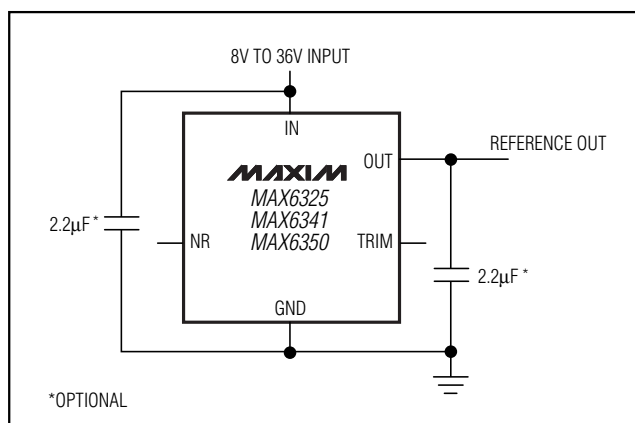 8V TO 36V INPUT
IN
OUT
REFERENCE OUT
MAXIM
MAX6325
MAX6341
MAX6350
2.2μF*
NR
TRIM
2.2μF*
GND
*OPTIONAL